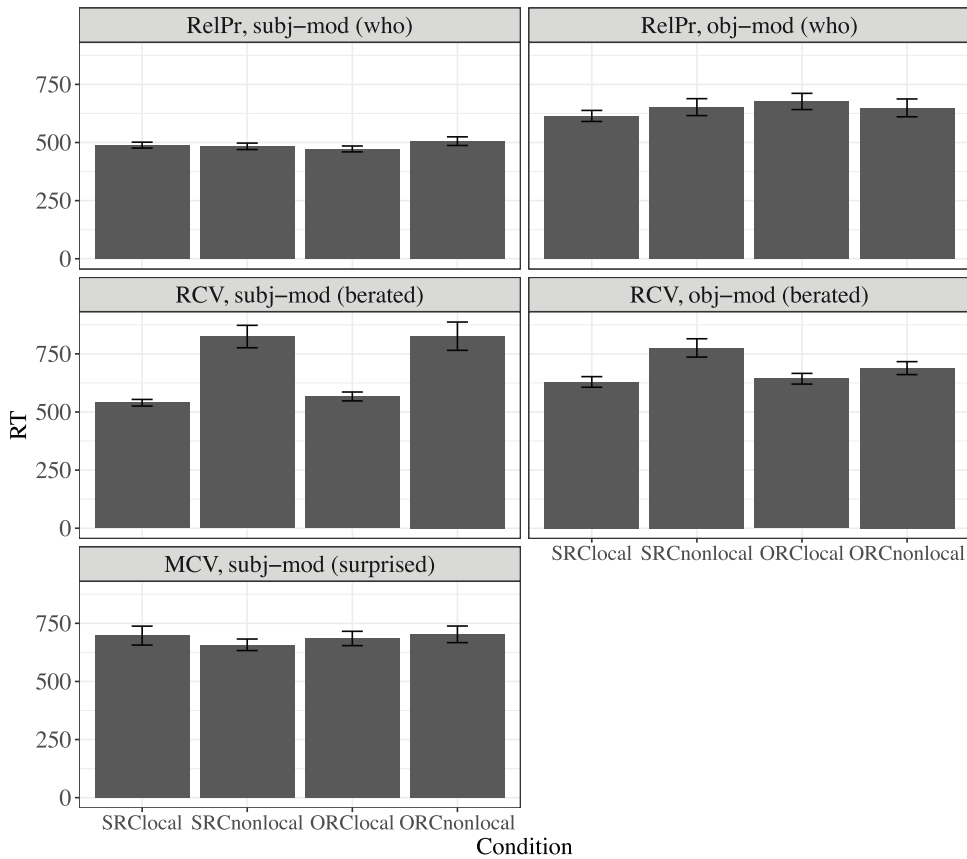 RelPr, subj−mod (who)
RelPr, obj−mod (who)
750
500
250
0
RCV, subj−mod (berated)
RCV, obj−mod (berated)
750
500
250
0
RT
SRClocal SRCnonlocal ORClocal ORCnonlocal
MCV, subj−mod (surprised)
750
500
250
0
SRClocal SRCnonlocal ORClocal ORCnonlocal
Condition